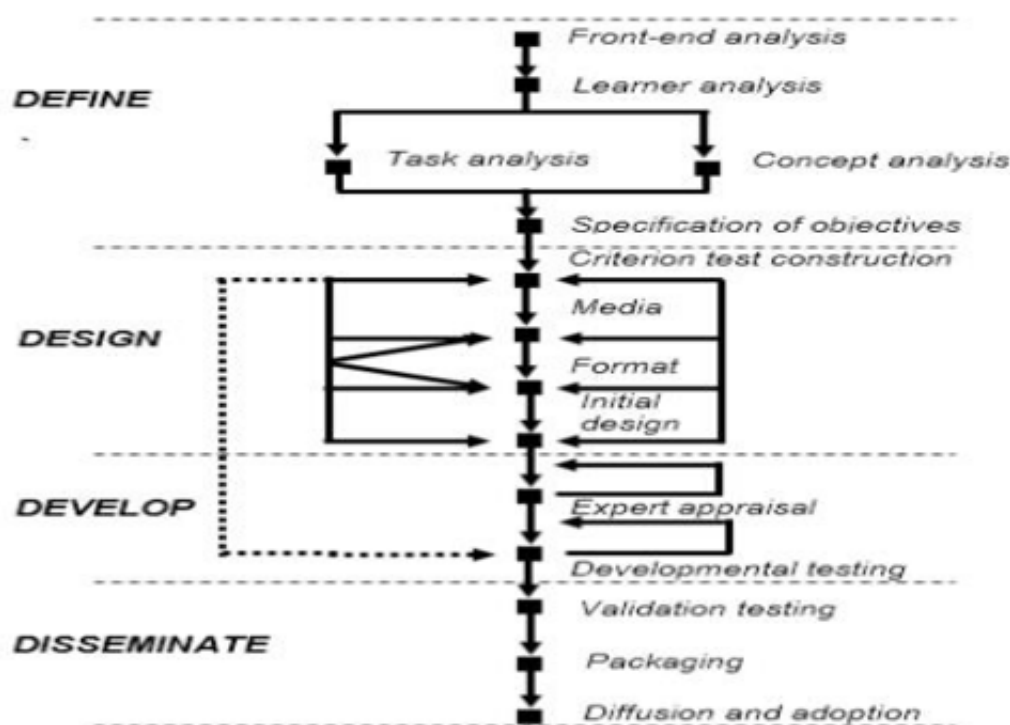 Front-end analysis
Learner analysis
DEFINE
Task analysis
Concept analysis
Specification of objectives
Criterion test construction
Media
DESIGN
Format
Initial
design
DEVELOP
Expert appraisal
Developmental testing
Validation testing
DISSEMINATE
Packaging
Diffusion and adoption